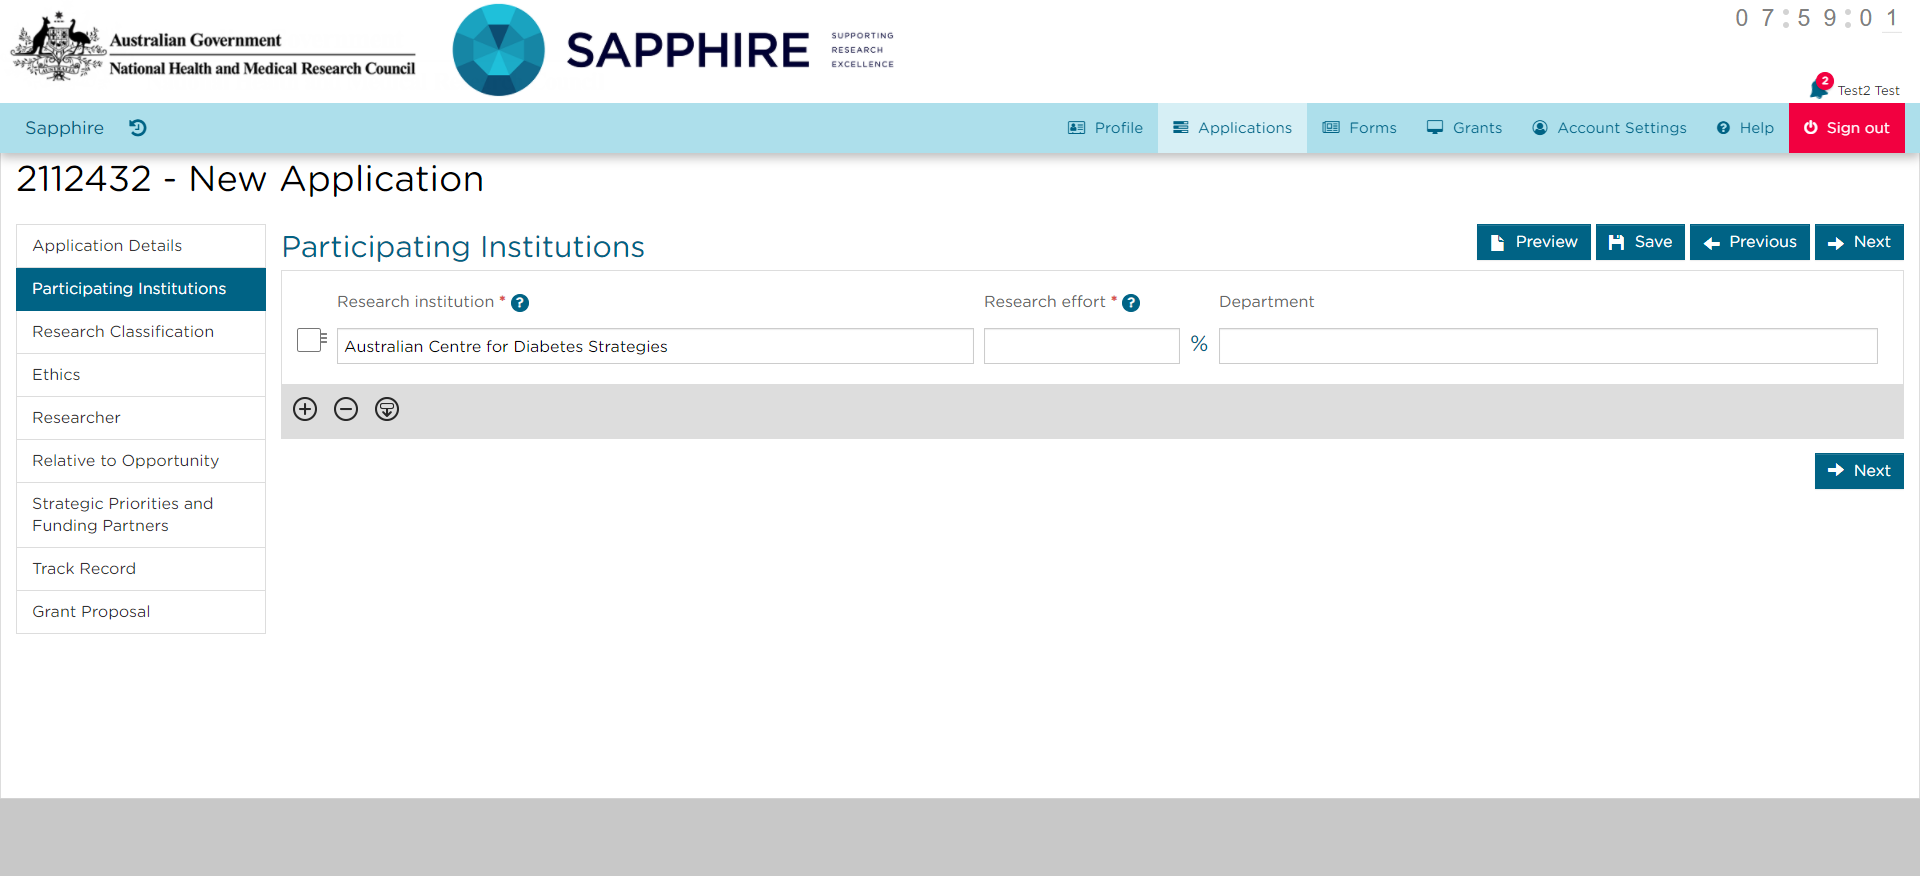 Australian Government
National Health and Medical Research Council
SAPPHIRE
SUPPORTING
RESEARCH
EXCELLENCE
07:59:01
2
Test2 Test
Sapphire
Profile
Applications
Forms
Grants
Account Settings
Help
Sign out
2112432 - New Application
Application Details
Participating Institutions
Research Classification
Ethics
Researcher
Relative to Opportunity
Strategic Priorities and
Funding Partners
Track Record
Grant Proposal
Participating Institutions
Preview
Save
Previous
Next
Research institution * ?
Research effort * ?
Department
Australian Centre for Diabetes Strategies
%
Next